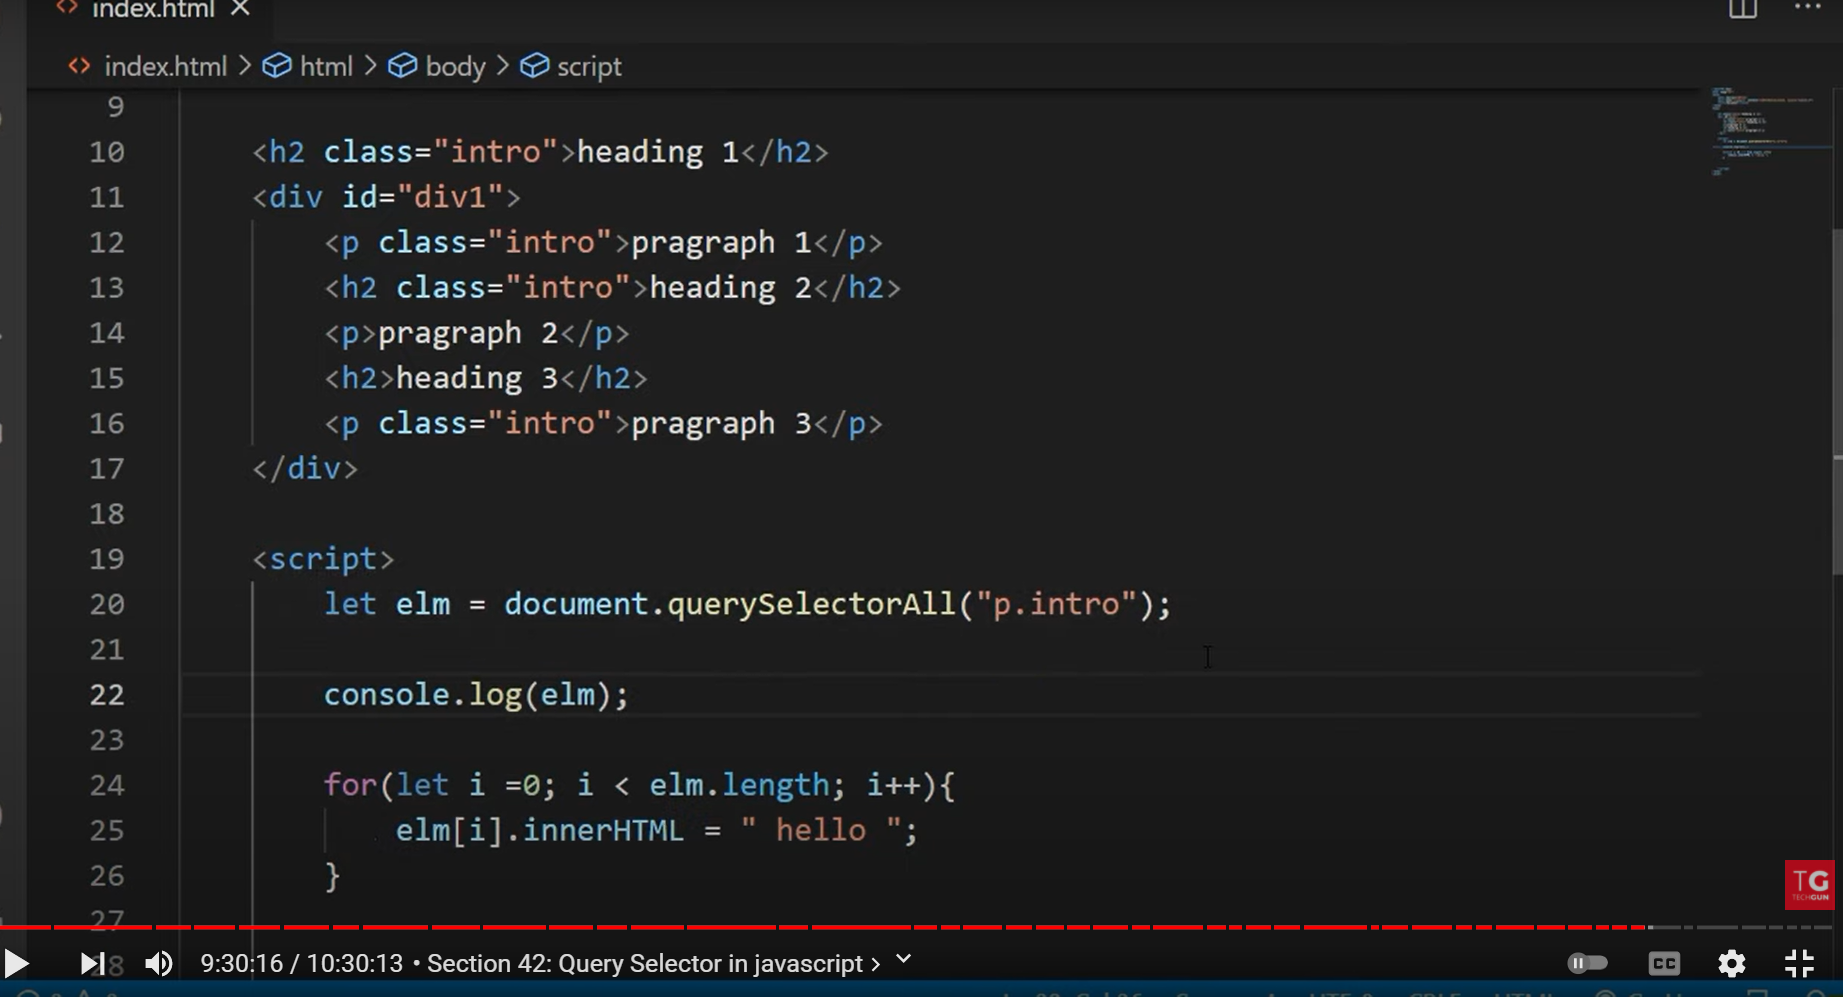 index.html
index.html > html > body > script
9
10 <h2 class="intro">heading 1</h2>
11 <div id="div1">
12 <p class="intro">pragraph 1</p>
13 <h2 class="intro">heading 2</h2>
14 <p>pragraph 2</p>
15 <h2>heading 3</h2>
16 <p class="intro">pragraph 3</p>
17 </div>
18
19 <script>
20 let elm = document.querySelectorAll("p.intro");
21
22 console.log(elm);
23
24 for(let i =0; i < elm.length; i++){
25 elm[i].innerHTML = " hello ";
26 }
27
TG
TECHGUN
28
9:30:16 / 10:30:13 • Section 42: Query Selector in javascript >
CC